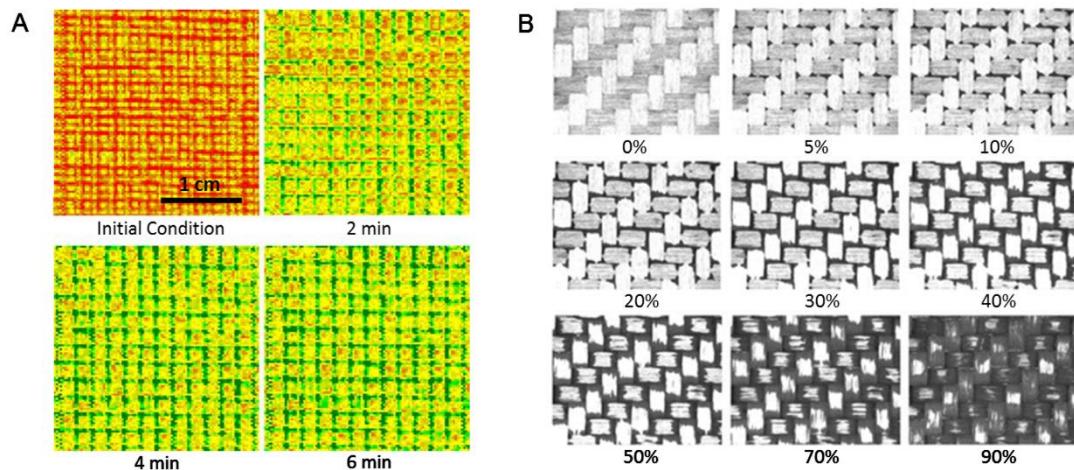 A
B
1 cm
Initial Condition
2 min
0%
5%
10%
20%
30%
40%
4 min
6 min
50%
70%
90%